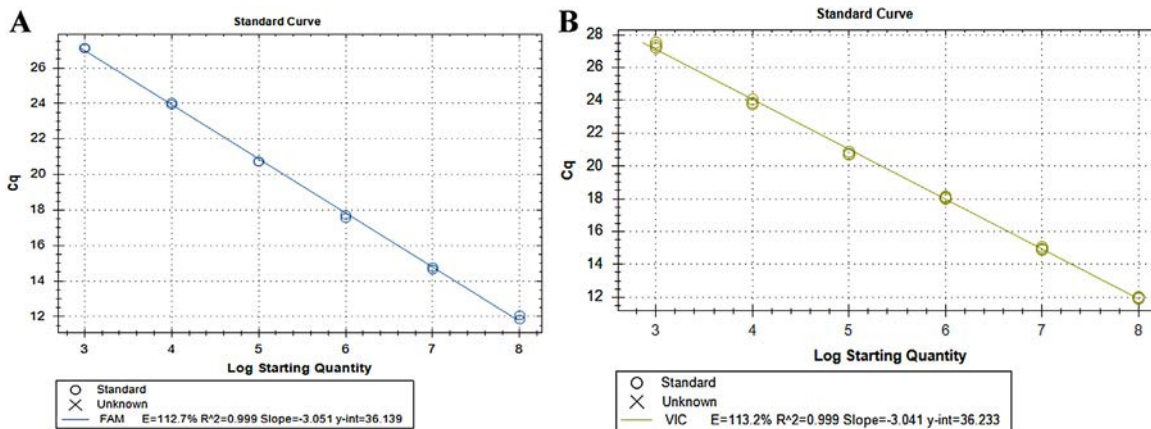 A
Standard Curve
26
24
22
20
18
16
14
12
Cq
3 4 5 6 7 8
Log Starting Quantity
Standard
Unknown
FAM E=112.7% R^2=0.999 Slope=-3.051 y-int=36.139
B
Standard Curve
28
26
24
22
20
18
16
14
12
Cq
3 4 5 6 7 8
Log Starting Quantity
Standard
Unknown
VIC E=113.2% R^2=0.999 Slope=-3.041 y-int=36.233